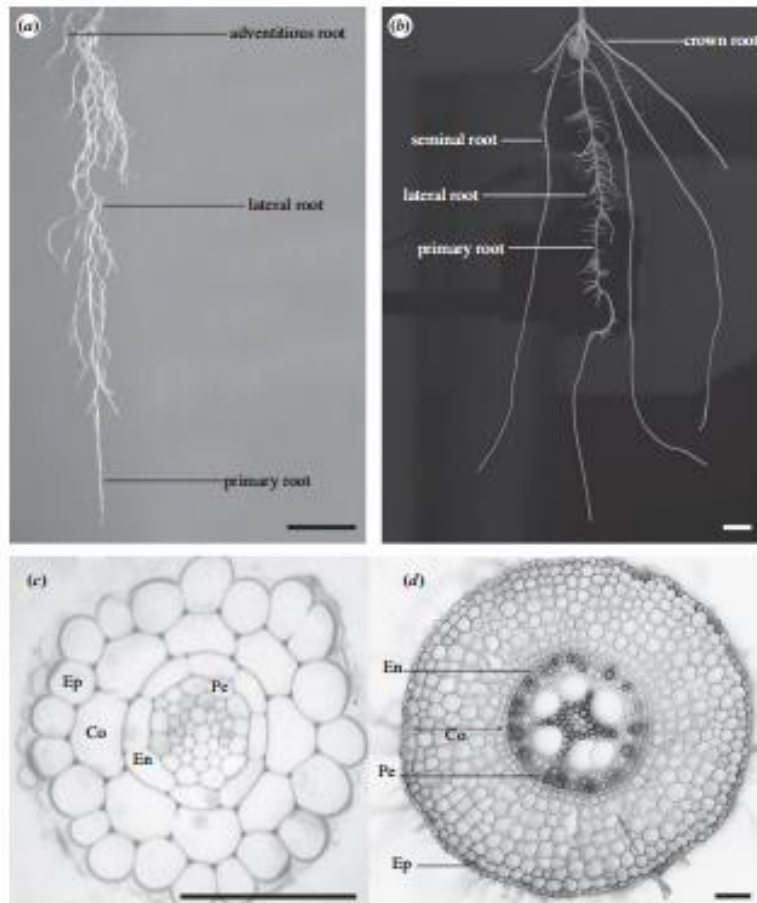 (a)
adventitious root
lateral root
primary root
(b)
crown root
seminal root
lateral root
primary root
(c)
Ep
Pe
Co
En
(d)
En
Co
Pe
Ep